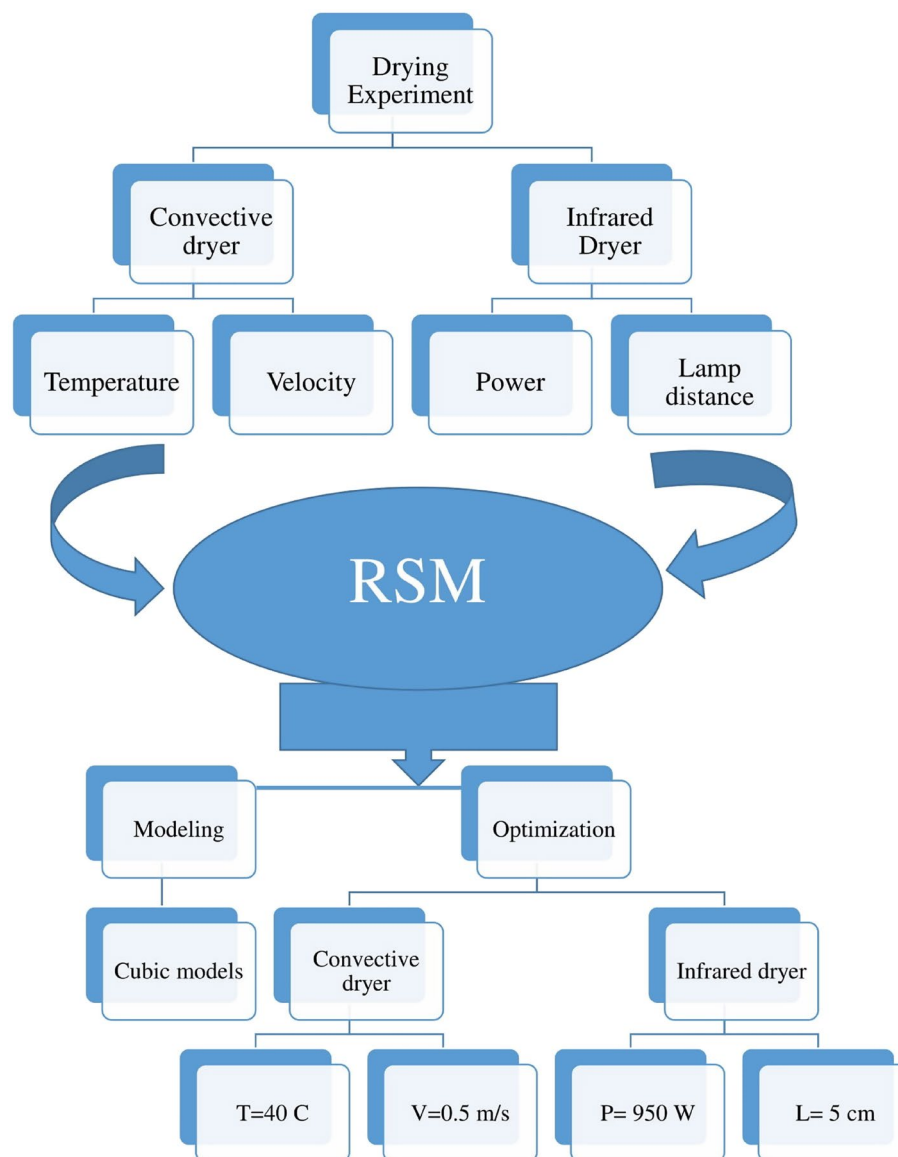 Drying
Experiment
Convective
dryer
Infrared
Dryer
Temperature
Velocity
Power
Lamp
distance
RSM
Modeling
Optimization
Cubic models
Convective
dryer
Infrared dryer
T=40 C
V=0.5 m/s
P= 950 W
L= 5 cm